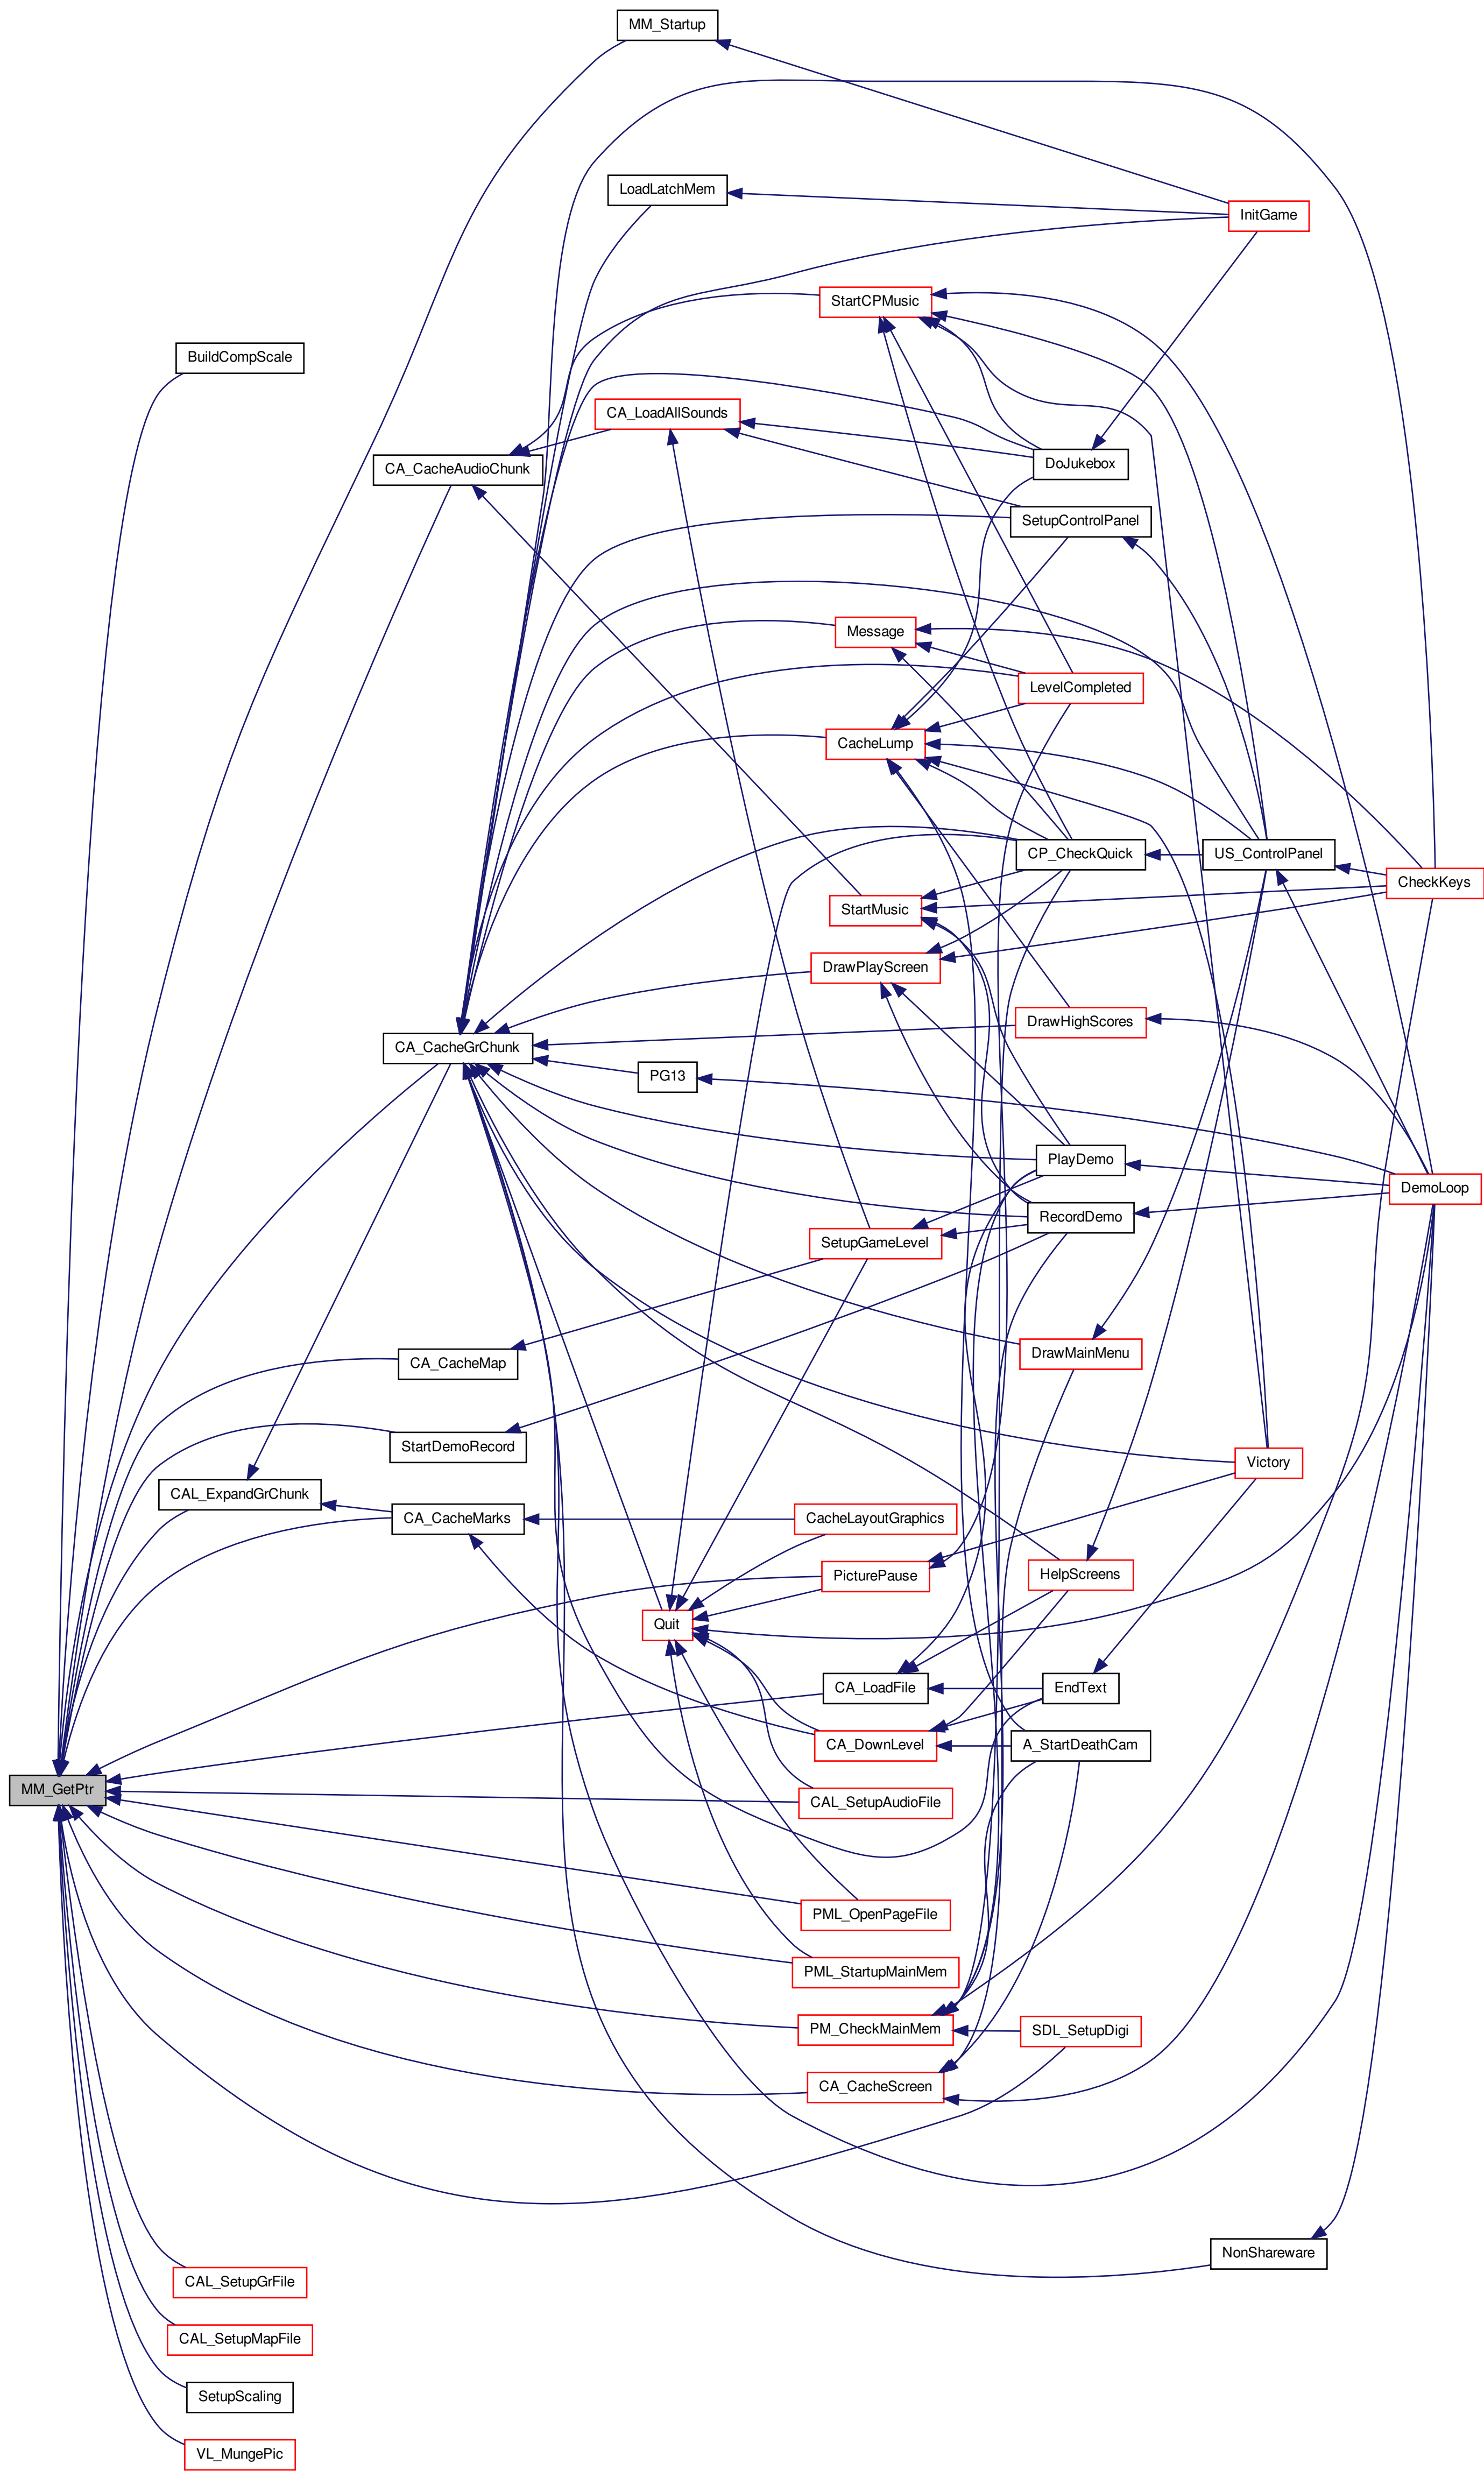 MM_Startup
LoadLatchMem
InitGame
StartCPMusic
BuildCompScale
CA_LoadAllSounds
CA_CacheAudioChunk
DoJukebox
SetupControlPanel
Message
LevelCompleted
CacheLump
CA_CacheGrChunk
CP_CheckQuick
US_ControlPanel
CheckKeys
StartMusic
DrawPlayScreen
DrawHighScores
PG13
PlayDemo
DemoLoop
RecordDemo
SetupGameLevel
CA_CacheMap
DrawMainMenu
StartDemoRecord
Victory
CAL_ExpandGrChunk
CA_CacheMarks
CacheLayoutGraphics
PicturePause
HelpScreens
Quit
CA_LoadFile
EndText
CA_DownLevel
A_StartDeathCam
MM_GetPtr
CAL_SetupAudioFile
PML_OpenPageFile
PML_StartupMainMem
PM_CheckMainMem
SDL_SetupDigi
CA_CacheScreen
NonShareware
CAL_SetupGrFile
CAL_SetupMapFile
SetupScaling
VL_MungePic